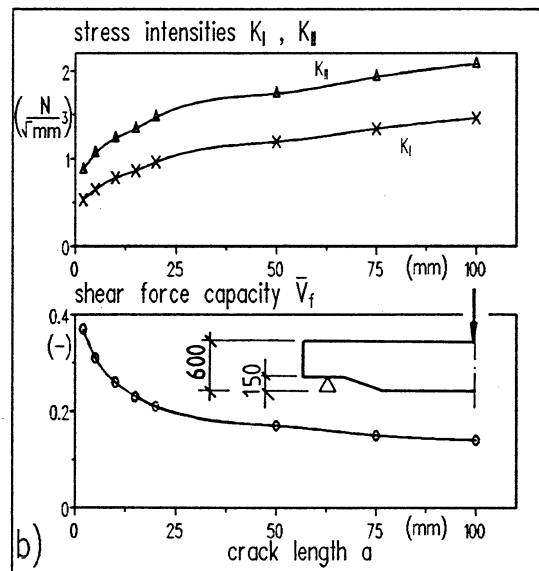 stress intensities K_I , K_II
2
K_II
(N/√mm³)
1
K_I
0
0 25 50 75 (mm) 100
shear force capacity V̄_f
0.4
(-)
600
150
0.2
0
0 25 50 75 (mm) 100
b)
crack length a